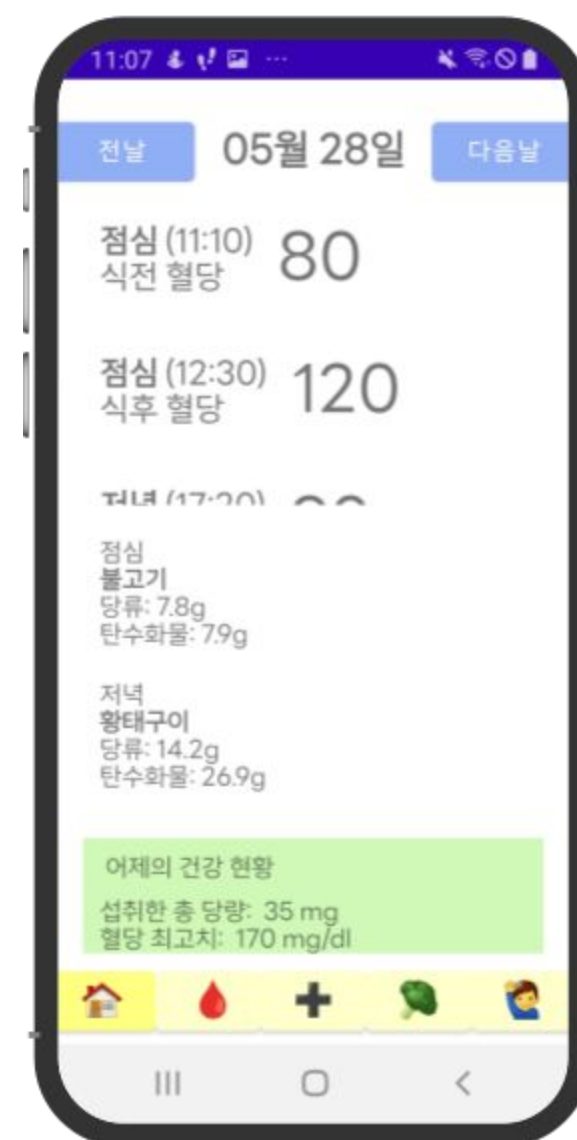 11:07 ...
전날 05월 28일 다음날
점심 (11:10) 80
식전 혈당
점심 (12:30) 120
식후 혈당
저녁 (17:20)
점심
불고기
당류: 7.8g
탄수화물: 7.9g
저녁
황태구이
당류: 14.2g
탄수화물: 26.9g
어제의 건강 현황
섭취한 총 당량: 35 mg
혈당 최고치: 170 mg/dl